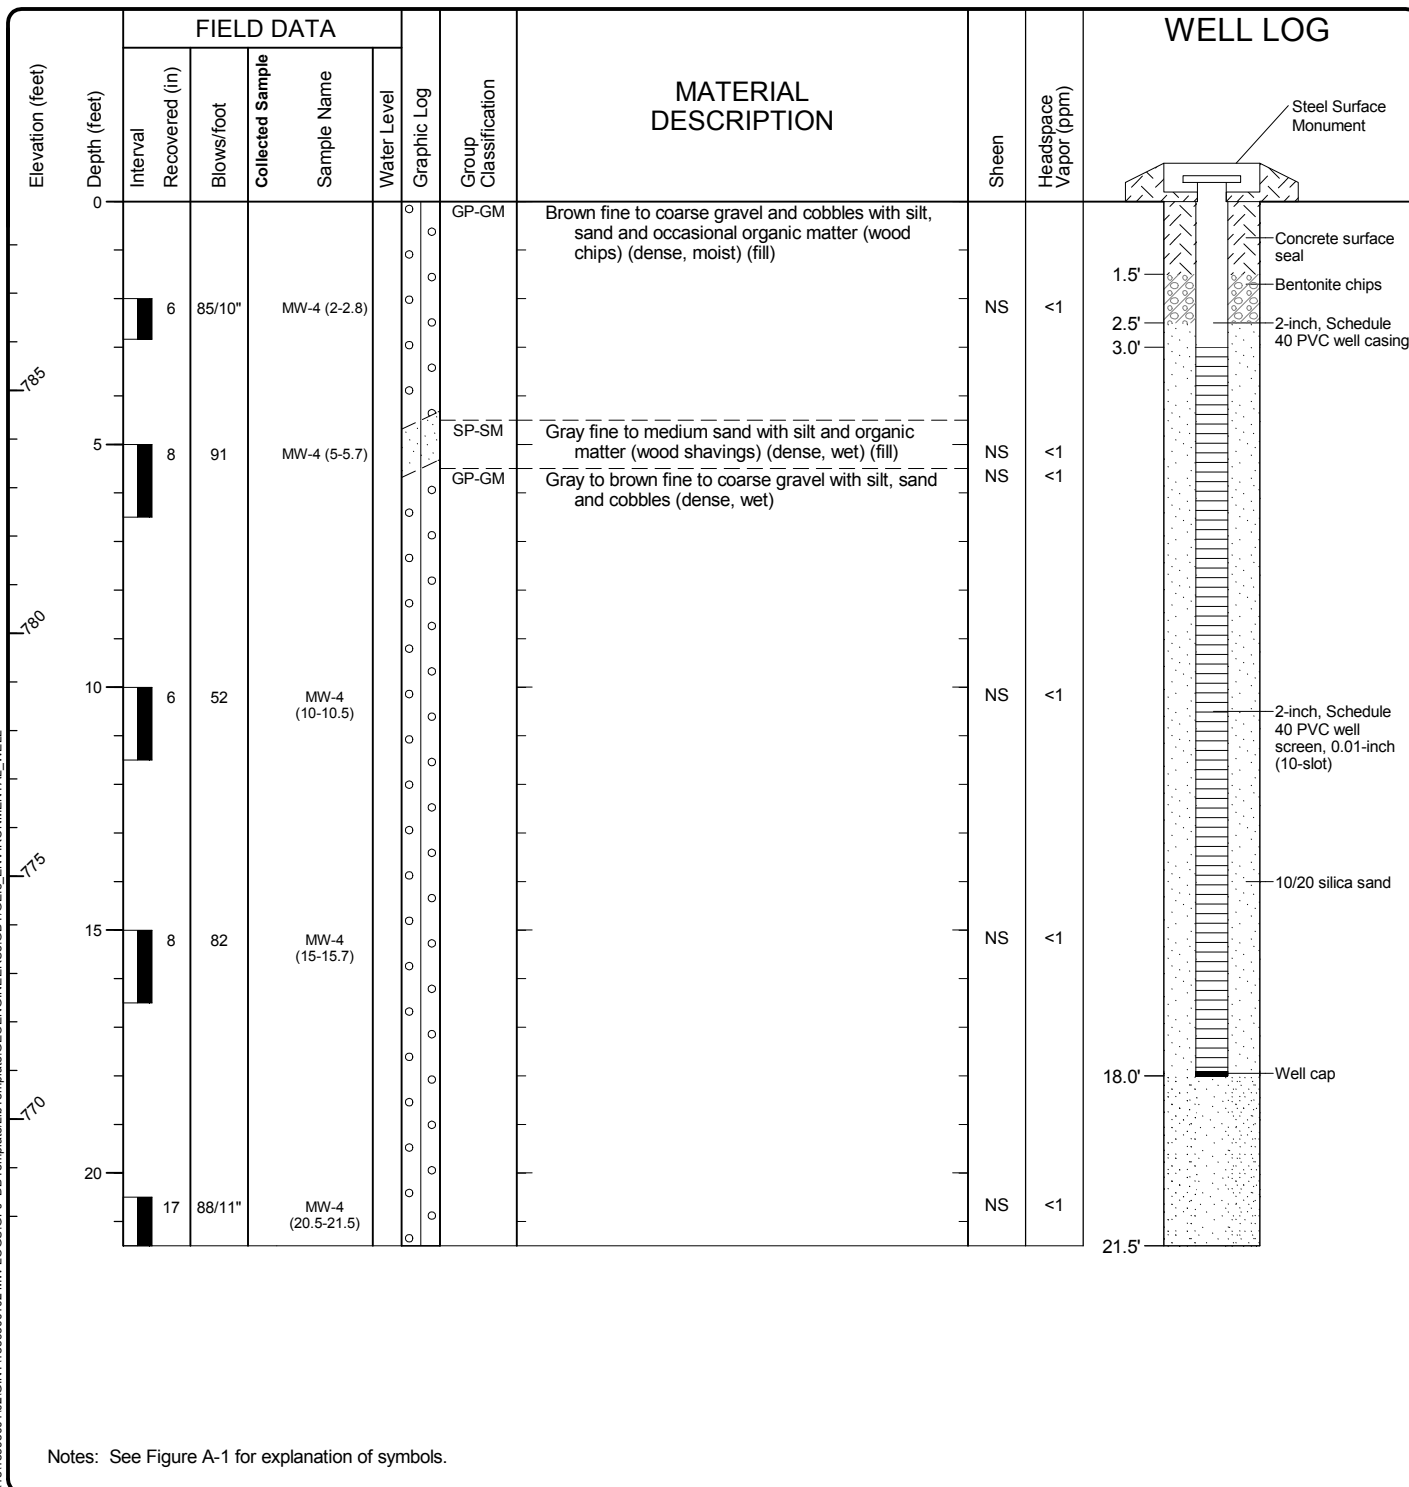 FIELD DATA
WELL LOG
Elevation (feet)
Depth (feet)
Interval
Recovered (in)
Blows/foot
Collected Sample
Sample Name
Water Level
Graphic Log
Group
Classification
MATERIAL
DESCRIPTION
Sheen
Headspace
Vapor (ppm)
Steel Surface
Monument
0
GP-GM
Brown fine to coarse gravel and cobbles with silt,
sand and occasional organic matter (wood
chips) (dense, moist) (fill)
Concrete surface
seal
1.5'
Bentonite chips
6
85/10"
MW-4 (2-2.8)
NS
<1
2.5'
2-inch, Schedule
40 PVC well casing
3.0'
785
SP-SM
Gray fine to medium sand with silt and organic
matter (wood shavings) (dense, wet) (fill)
5
8
91
MW-4 (5-5.7)
NS
<1
GP-GM
Gray to brown fine to coarse gravel with silt, sand
and cobbles (dense, wet)
NS
<1
780
10
6
52
MW-4
(10-10.5)
NS
<1
2-inch, Schedule
40 PVC well
screen, 0.01-inch
(10-slot)
775
10/20 silica sand
15
8
82
MW-4
(15-15.7)
NS
<1
18.0'
Well cap
770
20
17
88/11"
MW-4
(20.5-21.5)
NS
<1
21.5'
Notes: See Figure A-1 for explanation of symbols.